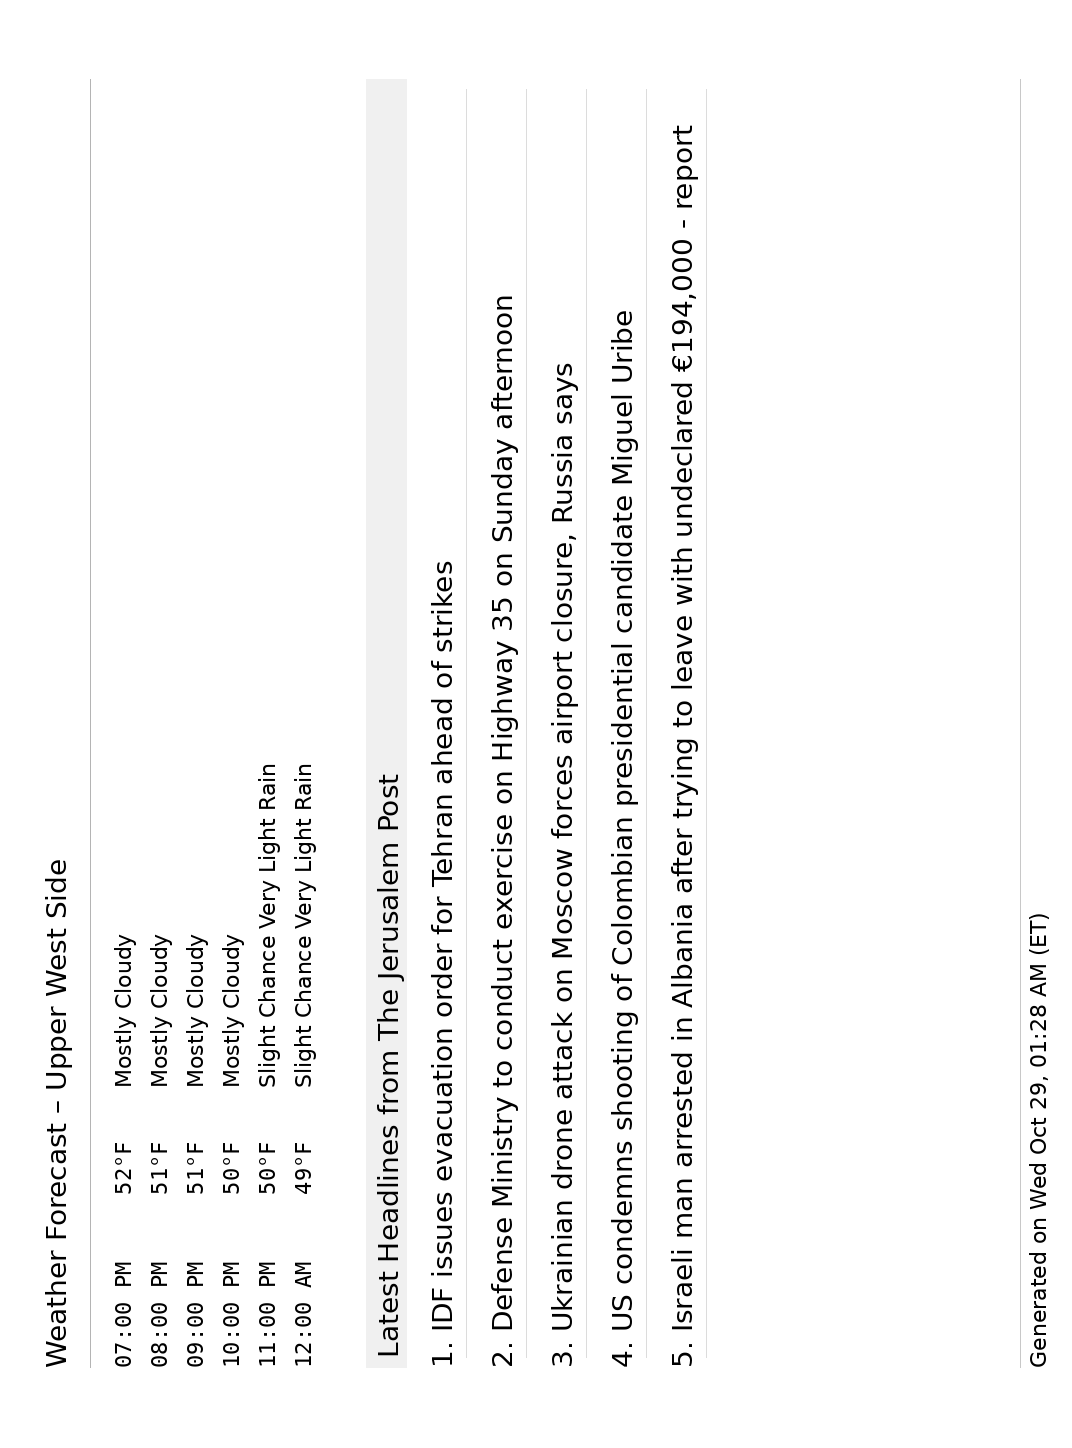 Weather Forecast – Upper West Side
07:00 PM 52°F Mostly Cloudy
08:00 PM 51°F Mostly Cloudy
09:00 PM 51°F Mostly Cloudy
10:00 PM 50°F Mostly Cloudy
11:00 PM 50°F Slight Chance Very Light Rain
12:00 AM 49°F Slight Chance Very Light Rain
Latest Headlines from The Jerusalem Post
1. IDF issues evacuation order for Tehran ahead of strikes
2. Defense Ministry to conduct exercise on Highway 35 on Sunday afternoon
3. Ukrainian drone attack on Moscow forces airport closure, Russia says
4. US condemns shooting of Colombian presidential candidate Miguel Uribe
5. Israeli man arrested in Albania after trying to leave with undeclared €194,000 - report
Generated on Wed Oct 29, 01:28 AM (ET)